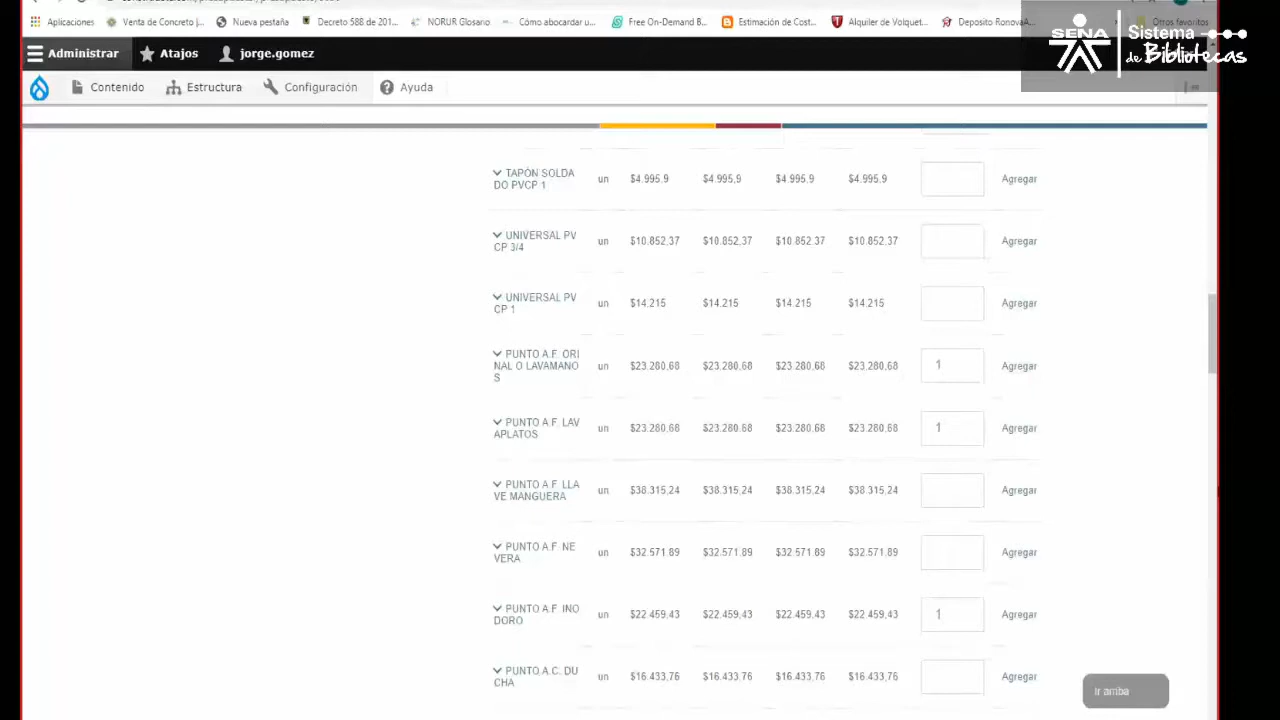 Aplicaciones Venta de Concreto j... Nueva pestaña Decreto 588 de 201... NORUR Glosario Cómo abocardar u... Free On-Demand B... Estimación de Cost... Alquiler de Volquet... Deposito RenovaA... Otros favoritos
SENA Sistema de Bibliotecas
Administrar Atajos jorge.gomez
Contenido Estructura Configuración Ayuda
TAPÓN SOLDA
DO PVCP 1 un $4.995,9 $4.995,9 $4.995,9 $4.995,9 Agregar
UNIVERSAL PV
CP 3/4 un $10.852,37 $10.852,37 $10.852,37 $10.852,37 Agregar
UNIVERSAL PV
CP 1 un $14.215 $14.215 $14.215 $14.215 Agregar
PUNTO A.F. ORI
NAL O LAVAMANO
S un $23.280,68 $23.280,68 $23.280,68 $23.280,68 1 Agregar
PUNTO A.F. LAV
APLATOS un $23.280,68 $23.280,68 $23.280,68 $23.280,68 1 Agregar
PUNTO A.F. LLA
VE MANGUERA un $38.315,24 $38.315,24 $38.315,24 $38.315,24 Agregar
PUNTO A.F. NE
VERA un $32.571,89 $32.571,89 $32.571,89 $32.571,89 Agregar
PUNTO A.F. INO
DORO un $22.459,43 $22.459,43 $22.459,43 $22.459,43 1 Agregar
PUNTO A.C. DU
CHA un $16.433,76 $16.433,76 $16.433,76 $16.433,76 Agregar
Ir arriba